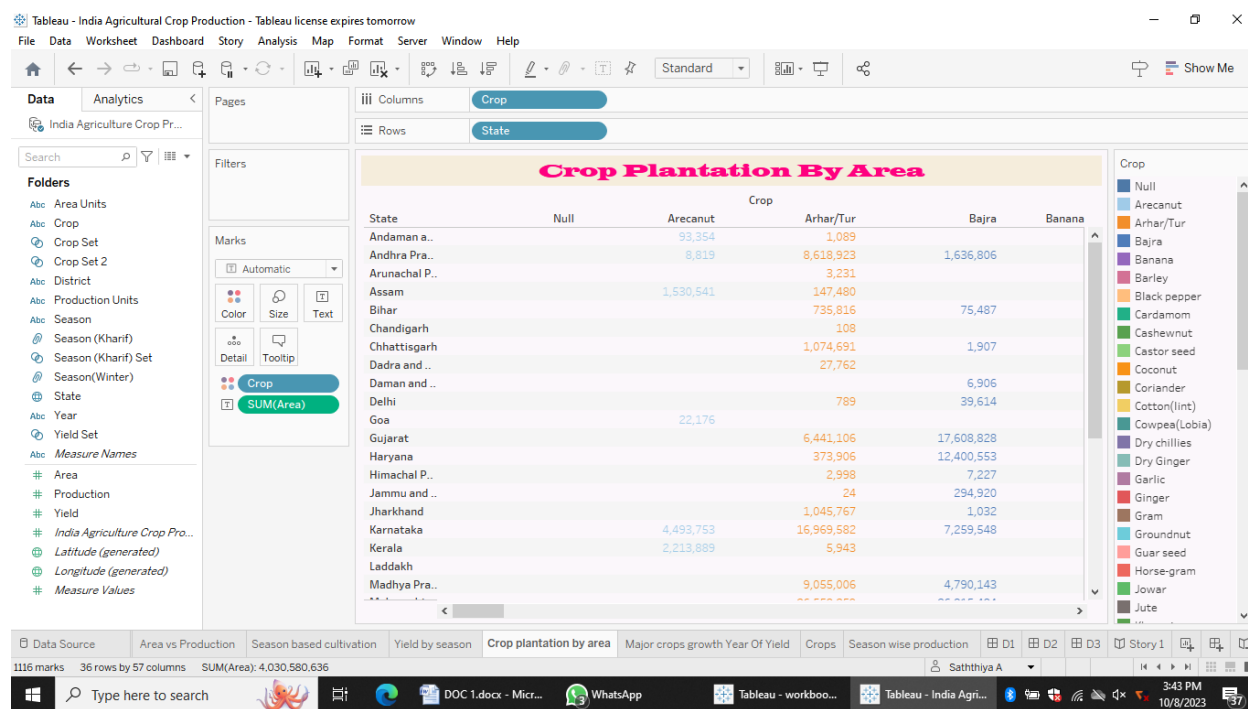 Tableau - India Agricultural Crop Production - Tableau license expires tomorrow
File Data Worksheet Dashboard Story Analysis Map Format Server Window Help
Standard
Show Me
Data Analytics
India Agriculture Crop Pr...
Search
Folders
Abc Area Units
Abc Crop
Crop Set
Crop Set 2
Abc District
Abc Production Units
Abc Season
Season (Kharif)
Season (Kharif) Set
Season(Winter)
State
Abc Year
Yield Set
Abc Measure Names
# Area
# Production
# Yield
# India Agriculture Crop Pro...
Latitude (generated)
Longitude (generated)
# Measure Values
Pages
Filters
Marks
T Automatic
Color Size Text
Detail Tooltip
Crop
T SUM(Area)
iii Columns Crop
Rows State
Crop Plantation By Area
Crop
State Null Arecanut Arhar/Tur Bajra Banana
Andaman a.. 93,354 1,089
Andhra Pra.. 8,819 8,618,923 1,636,806
Arunachal P.. 3,231
Assam 1,530,541 147,480
Bihar 735,816 75,487
Chandigarh 108
Chhattisgarh 1,074,691 1,907
Dadra and .. 27,762
Daman and .. 6,906
Delhi 789 39,614
Goa 22,176
Gujarat 6,441,106 17,608,828
Haryana 373,906 12,400,553
Himachal P.. 2,998 7,227
Jammu and .. 24 294,920
Jharkhand 1,045,767 1,032
Karnataka 4,493,753 16,969,582 7,259,548
Kerala 2,213,889 5,943
Laddakh
Madhya Pra.. 9,055,006 4,790,143
Crop
Null
Arecanut
Arhar/Tur
Bajra
Banana
Barley
Black pepper
Cardamom
Cashewnut
Castor seed
Coconut
Coriander
Cotton(lint)
Cowpea(Lobia)
Dry chillies
Dry Ginger
Garlic
Ginger
Gram
Groundnut
Guar seed
Horse-gram
Jowar
Jute
Data Source Area vs Production Season based cultivation Yield by season Crop plantation by area Major crops growth Year Of Yield Crops Season wise production D1 D2 D3 Story 1
1116 marks 36 rows by 57 columns SUM(Area): 4,030,580,636 Saththiya A
Type here to search DOC 1.docx - Micr... WhatsApp Tableau - workboo... Tableau - India Agri... 3:43 PM
10/8/2023 37